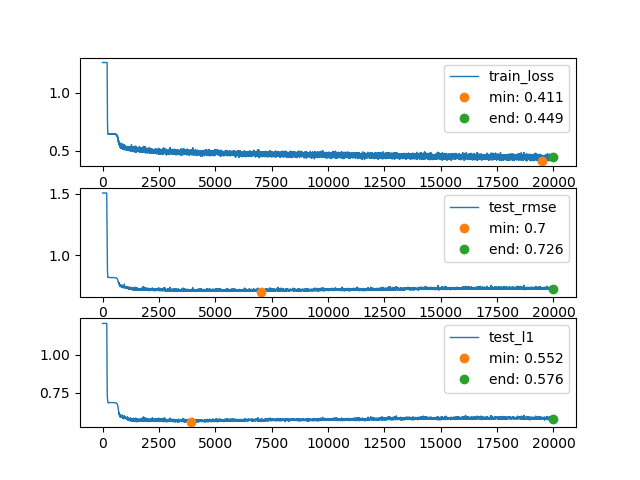 1.0
0.5
train_loss
min: 0.411
end: 0.449
0 2500 5000 7500 10000 12500 15000 17500 20000
1.5
1.0
test_rmse
min: 0.7
end: 0.726
0 2500 5000 7500 10000 12500 15000 17500 20000
1.00
0.75
test_l1
min: 0.552
end: 0.576
0 2500 5000 7500 10000 12500 15000 17500 20000